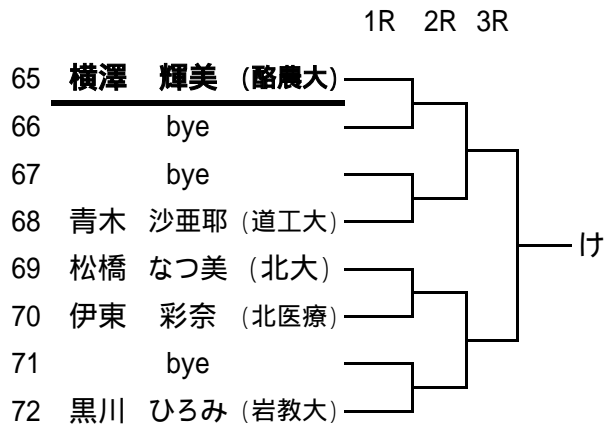 1R 2R 3R
65 横澤 輝美 (酪農大)
66 bye
67 bye
68 青木 沙亜耶 (道工大)
69 松橋 なつ美 (北大)
70 伊東 彩奈 (北医療)
71 bye
72 黒川 ひろみ (岩教大)
け